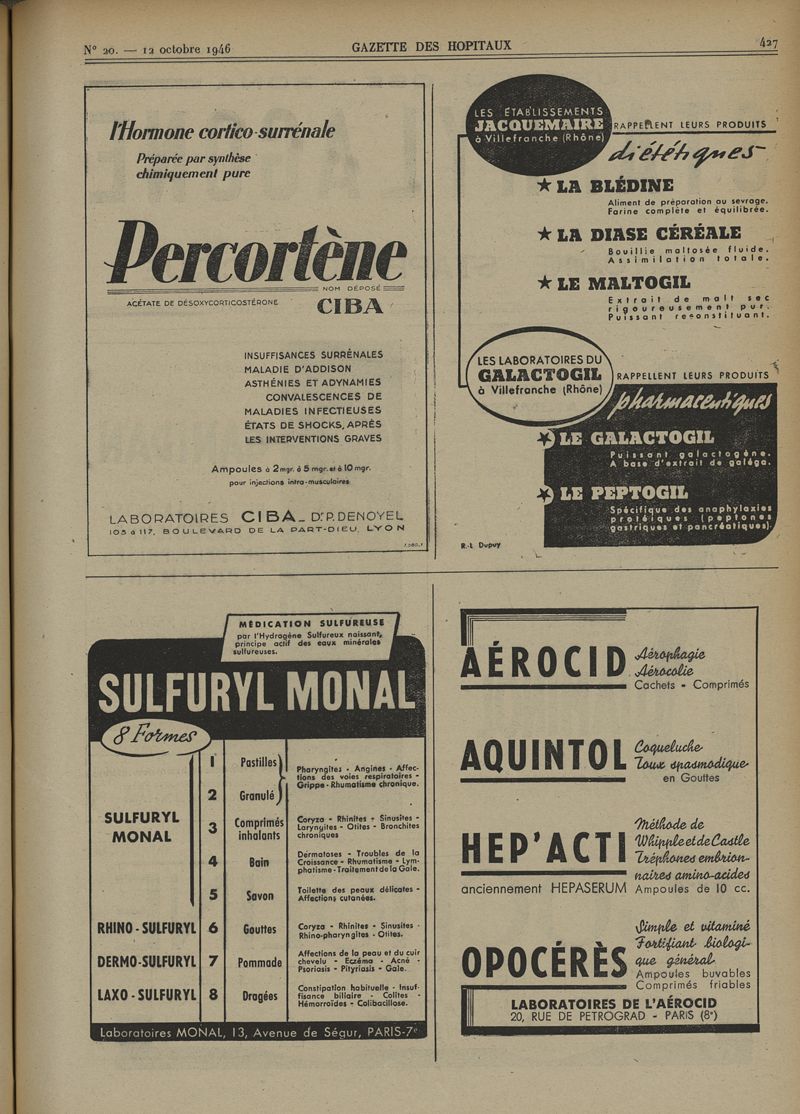 Nº 20. — 12 octobre 1946
GAZETTE DES HOPITAUX
427
l'Hormone cortico-surrénale
Préparée par synthèse
chimiquement pure
Percortène
NOM DÉPOSÉ
ACÉTATE DE DÉSOXYCORTICOSTÉRONE
CIBA
INSUFFISANCES SURRÉNALES
MALADIE D'ADDISON
ASTHÉNIES ET ADYNAMIES
CONVALESCENCES DE
MALADIES INFECTIEUSES
ÉTATS DE SHOCKS, APRÈS
LES INTERVENTIONS GRAVES
Ampoules à 2 mgr. à 5 mgr. et à 10 mgr.
pour injections intra-musculaires
LABORATOIRES CIBA_ Dr. P. DENOYEL
103 à 117, BOULEVARD DE LA PART-DIEU, LYON
LES ÉTABLISSEMENTS
JACQUEMAIRE
à Villefranche (Rhône)
RAPPELLENT LEURS PRODUITS
diététiques
★ LA BLÉDINE
Aliment de préparation au sevrage.
Farine complète et équilibrée.
★ LA DIASE CÉRÉALE
Bouillie maltosée fluide.
Assimilation totale.
★ LE MALTOGIL
Extrait de malt sec
rigoureusement pur.
Puissant reconstituant.
LES LABORATOIRES DU
GALACTOGIL
à Villefranche (Rhône)
RAPPELLENT LEURS PRODUITS
pharmaceutiques
★ LE GALACTOGIL
Puissant galactogène.
A base d'extrait de galéga.
★ LE PEPTOGIL
Spécifique des anaphylaxies
protéiques (peptones
gastriques et pancréatiques).
R.-L. Dupuy
MÉDICATION SULFUREUSE
par l'Hydrogène Sulfureux naissant,
principe actif des eaux minérales
sulfureuses.
SULFURYL MONAL
8 Formes
SULFURYL
MONAL
1 Pastilles
2 Granulé
Pharyngites - Angines - Affec-
tions des voies respiratoires -
Grippe - Rhumatisme chronique.
3 Comprimés
inhalants
Coryza - Rhinites - Sinusites -
Laryngites - Otites - Bronchites
chroniques
4 Bain
Dermatoses - Troubles de la
Croissance - Rhumatisme - Lym-
phatisme - Traitement de la Gale.
5 Savon
Toilette des peaux délicates -
Affections cutanées.
RHINO-SULFURYL 6 Gouttes
Coryza - Rhinites - Sinusites -
Rhino-pharyngites - Otites.
DERMO-SULFURYL 7 Pommade
Affections de la peau et du cuir
chevelu - Eczéma - Acné -
Psoriasis - Pityriasis - Gale.
LAXO-SULFURYL 8 Dragées
Constipation habituelle - Insuf-
fisance biliaire - Colites -
Hémorroïdes - Colibacillose.
Laboratoires MONAL, 13, Avenue de Ségur, PARIS-7e
AÉROCID
Aérophagie
Aérocolie
Cachets - Comprimés
AQUINTOL
Coqueluche
Toux spasmodique
en Gouttes
HEP'ACTI
anciennement HEPASERUM
Méthode de
Whipple et de Castle
Tréphones embrion-
naires amino-acides
Ampoules de 10 cc.
OPOCÉRÈS
Simple et vitaminé
Fortifiant biologi-
que général
Ampoules buvables
Comprimés friables
LABORATOIRES DE L'AÉROCID
20, RUE DE PETROGRAD - PARIS (8e)